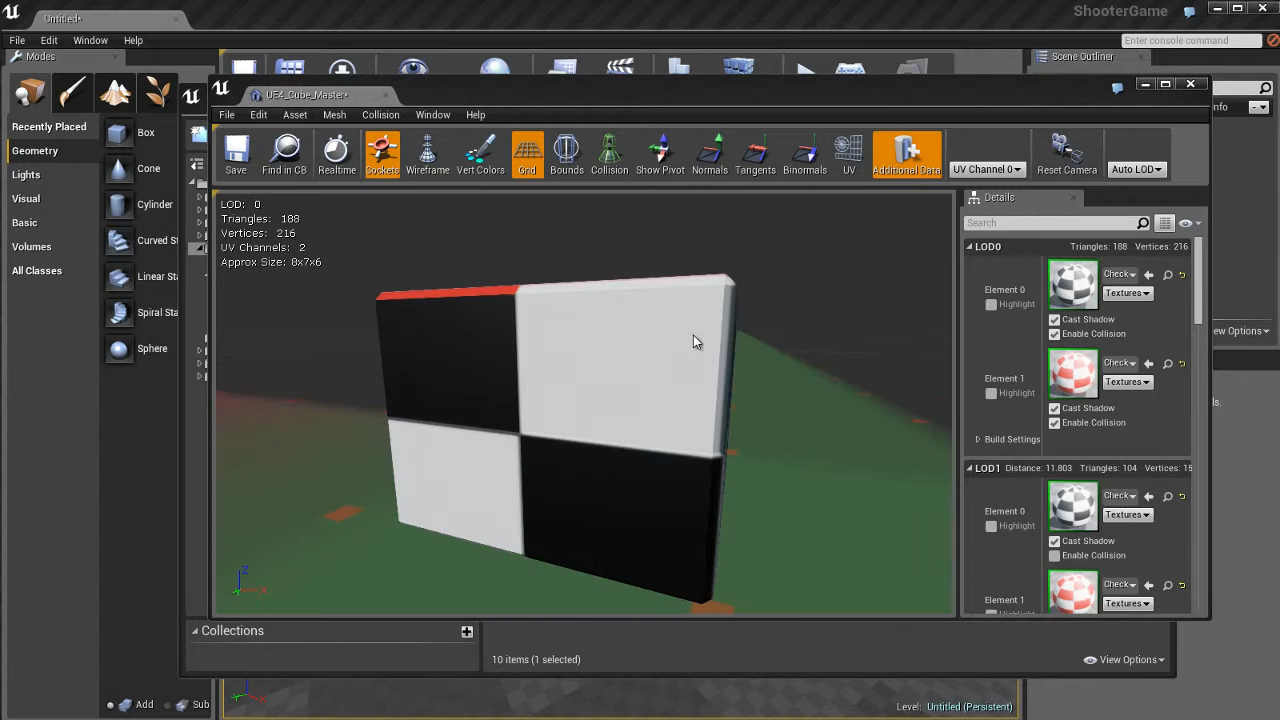 Untitled*
ShooterGame
File Edit Window Help
Enter console command
Modes
Scene Outliner
Recently Placed
Geometry
Lights
Visual
Basic
Volumes
All Classes
Box
Cone
Cylinder
Curved St
Linear Sta
Spiral Sta
Sphere
Add
Sub
UE4_Cube_Master*
File Edit Asset Mesh Collision Window Help
Save Find in CB Realtime Sockets Wireframe Vert Colors Grid Bounds Collision Show Pivot Normals Tangents Binormals UV Additional Data UV Channel 0 Reset Camera Auto LOD
LOD: 0
Triangles: 188
Vertices: 216
UV Channels: 2
Approx Size: 8x7x6
Z
X
Details
Search
LOD0 Triangles: 188 Vertices: 216
Element 0
Highlight
Check
Textures
Cast Shadow
Enable Collision
Element 1
Highlight
Check
Textures
Cast Shadow
Enable Collision
Build Settings
LOD1 Distance: 11.803 Triangles: 104 Vertices: 15
Element 0
Highlight
Check
Textures
Cast Shadow
Enable Collision
Element 1
Check
Textures
nfo
ew Options
s.
Collections
10 items (1 selected)
View Options
X
Level: Untitled (Persistent)